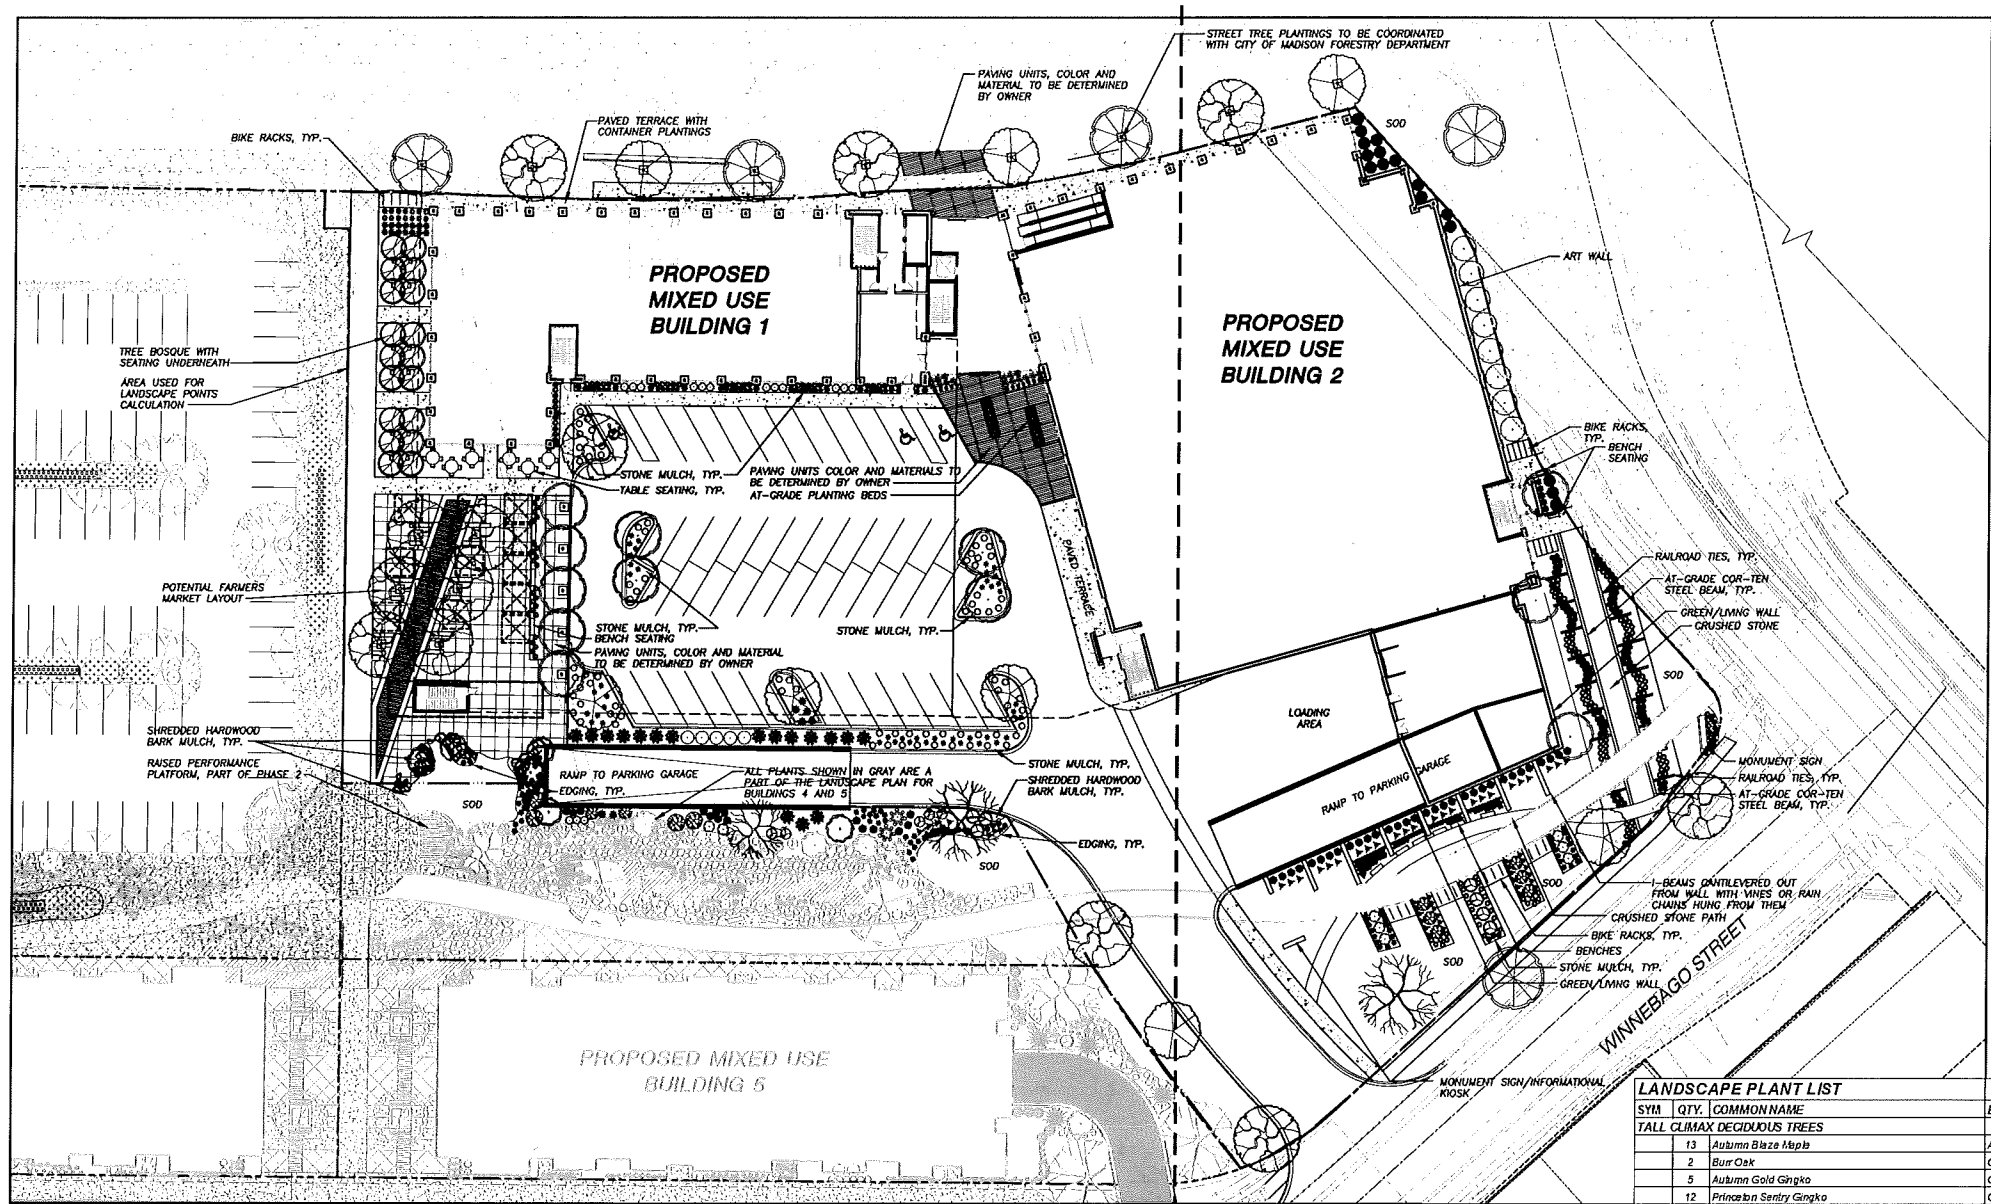 STREET TREE PLANTINGS TO BE COORDINATED
WITH CITY OF MADISON FORESTRY DEPARTMENT
PAVING UNITS, COLOR AND
MATERIAL TO BE DETERMINED
BY OWNER
PAVED TERRACE WITH
CONTAINER PLANTINGS
BIKE RACKS, TYP.
SOD
ART WALL
PROPOSED
MIXED USE
BUILDING 1
PROPOSED
MIXED USE
BUILDING 2
TREE BOSQUE WITH
SEATING UNDERNEATH
AREA USED FOR
LANDSCAPE POINTS
CALCULATION
BIKE RACKS,
TYP.
BENCH
SEATING
STONE MULCH, TYP.
TABLE SEATING, TYP.
PAVING UNITS COLOR AND MATERIALS TO
BE DETERMINED BY OWNER
AT-GRADE PLANTING BEDS
PAVED TERRACE
RAILROAD TIES, TYP.
AT-GRADE COR-TEN
STEEL BEAM, TYP.
GREEN/LIVING WALL
CRUSHED STONE
POTENTIAL FARMERS
MARKET LAYOUT
STONE MULCH, TYP.
BENCH SEATING
PAVING UNITS, COLOR AND MATERIAL
TO BE DETERMINED BY OWNER
STONE MULCH, TYP.
SOD
LOADING
AREA
SHREDDED HARDWOOD
BARK MULCH, TYP.
RAISED PERFORMANCE
PLATFORM, PART OF PHASE 2
SOD
RAMP TO PARKING GARAGE
EDGING, TYP.
ALL PLANTS SHOWN IN GRAY ARE A
PART OF THE LANDSCAPE PLAN FOR
BUILDINGS 4 AND 5
STONE MULCH, TYP.
SHREDDED HARDWOOD
BARK MULCH, TYP.
EDGING, TYP.
SOD
RAMP TO PARKING GARAGE
MONUMENT SIGN
RAILROAD TIES, TYP.
AT-GRADE COR-TEN
STEEL BEAM, TYP.
SOD
I-BEAMS CANTILEVERED OUT
FROM WALL WITH VINES OR RAIN
CHAINS HUNG FROM THEM
CRUSHED STONE PATH
BIKE RACKS, TYP.
BENCHES
SOD
STONE MULCH, TYP.
GREEN/LIVING WALL
WINNEBAGO STREET
PROPOSED MIXED USE
BUILDING 5
MONUMENT SIGN/INFORMATIONAL
KIOSK
LANDSCAPE PLANT LIST
SYM QTY. COMMON NAME
TALL CLIMAX DECIDUOUS TREES
13 Autumn Blaze Maple
2 Burr Oak
5 Autumn Gold Gingko
12 Princeton Sentry Gingko